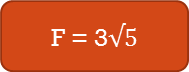 F = 3√5